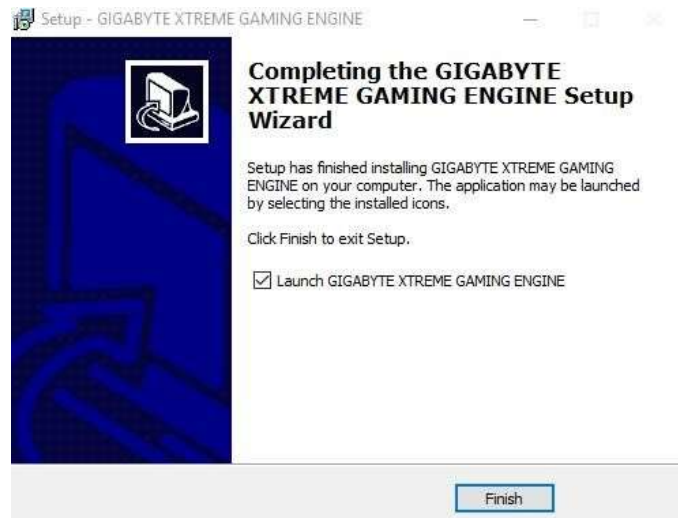 Setup - GIGABYTE XTREME GAMING ENGINE
Completing the GIGABYTE
XTREME GAMING ENGINE Setup
Wizard
Setup has finished installing GIGABYTE XTREME GAMING
ENGINE on your computer. The application may be launched
by selecting the installed icons.
Click Finish to exit Setup.
Launch GIGABYTE XTREME GAMING ENGINE
Finish